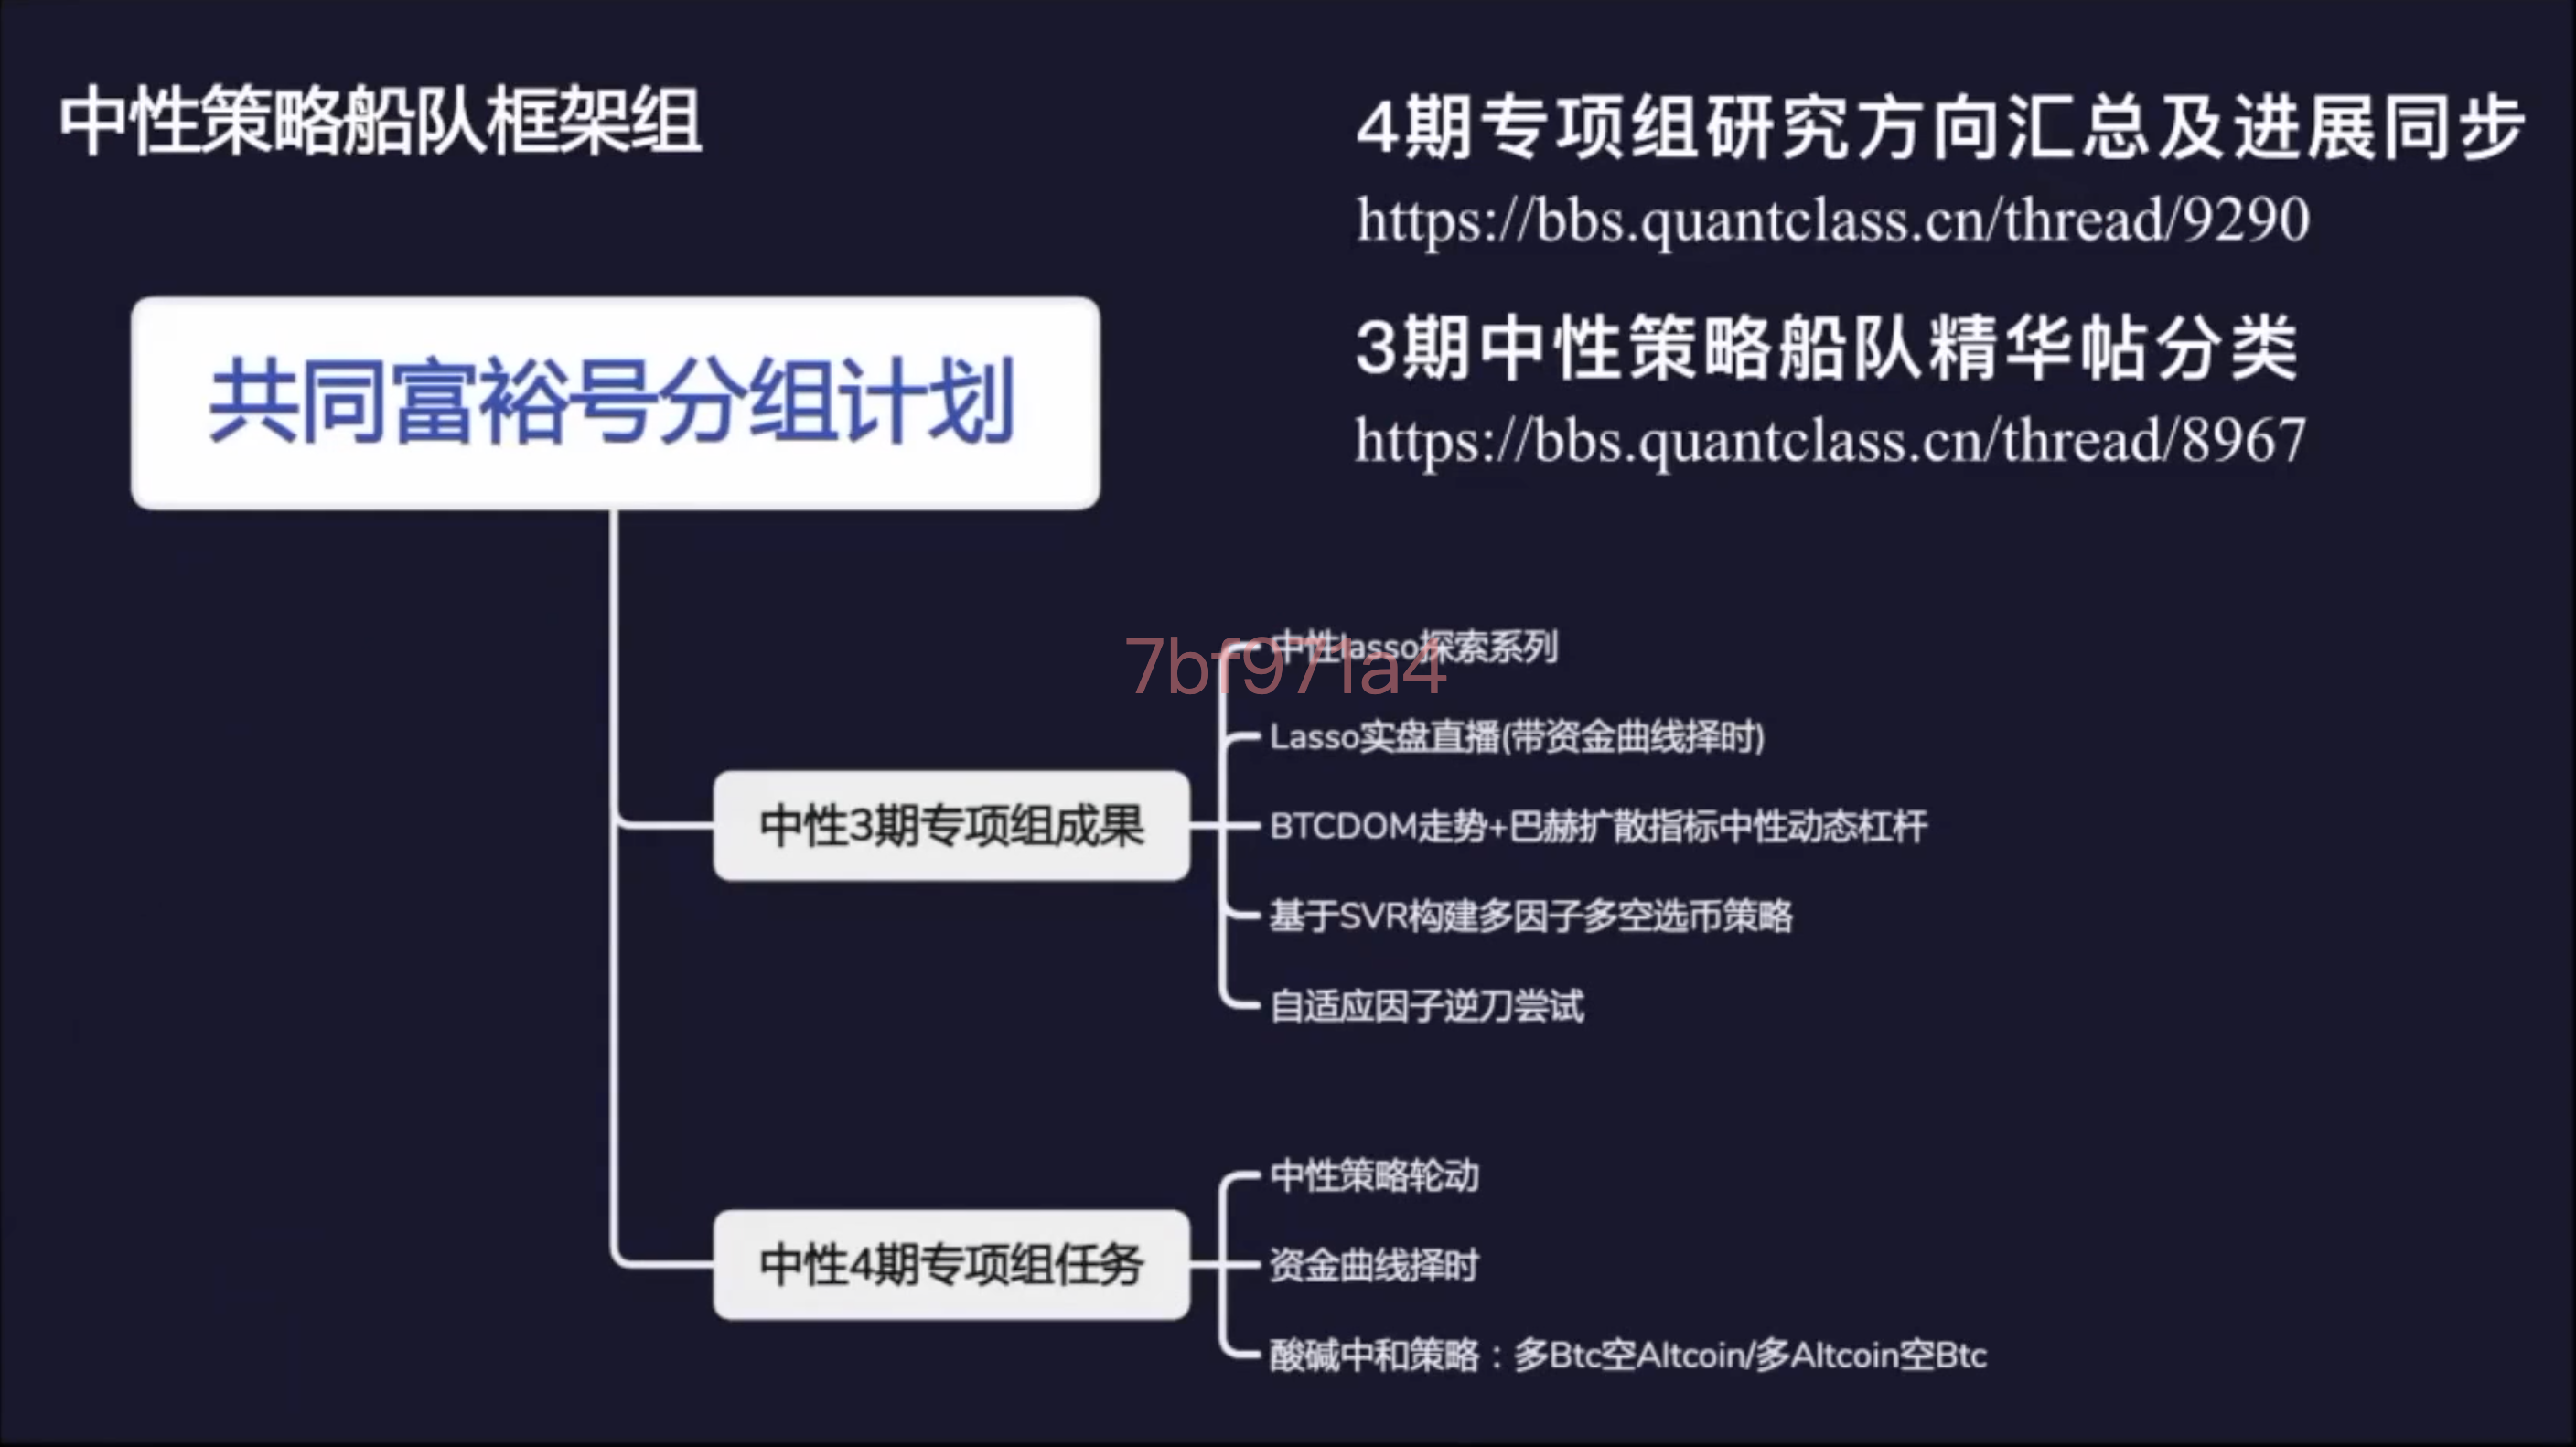 中性策略船队框架组
4期专项组研究方向汇总及进展同步
https://bbs.quantclass.cn/thread/9290
3期中性策略船队精华帖分类
https://bbs.quantclass.cn/thread/8967
共同富裕号分组计划
中性3期专项组成果
中性lasso探索系列
7bf971a4
Lasso实盘直播(带资金曲线择时)
BTCDOM走势+巴赫扩散指标中性动态杠杆
基于SVR构建多因子多空选币策略
自适应因子逆刀尝试
中性4期专项组任务
中性策略轮动
资金曲线择时
酸碱中和策略：多Btc空Altcoin/多Altcoin空Btc